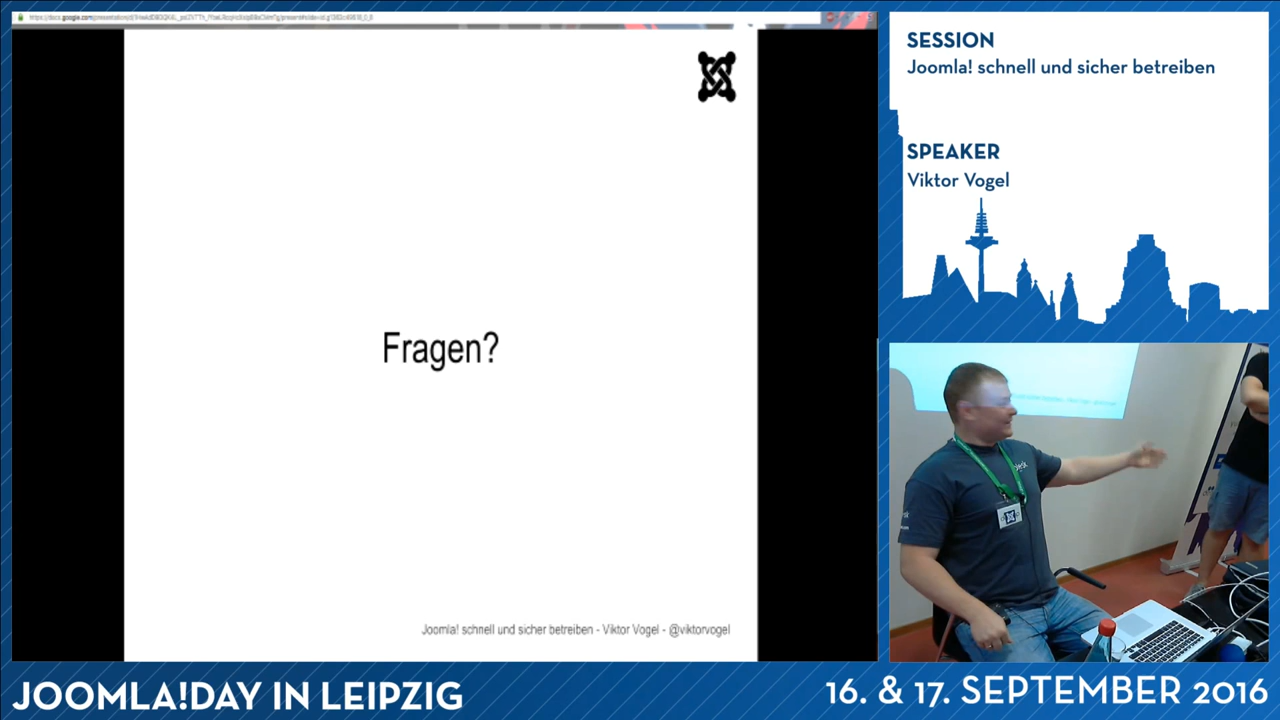 Fragen?
Joomla! schnell und sicher betreiben - Viktor Vogel - @viktorvogel
SESSION
Joomla! schnell und sicher betreiben
SPEAKER
Viktor Vogel
JOOMLA!DAY IN LEIPZIG
16. & 17. SEPTEMBER 2016